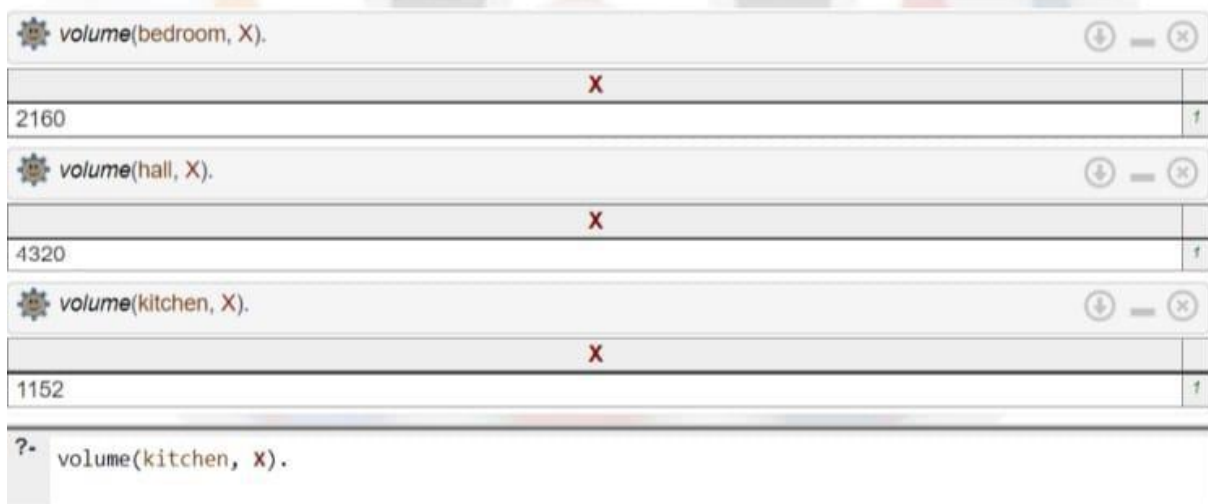 volume(bedroom, X).
X
2160 1
volume(hall, X).
X
4320 1
volume(kitchen, X).
X
1152 1
?- volume(kitchen, X).